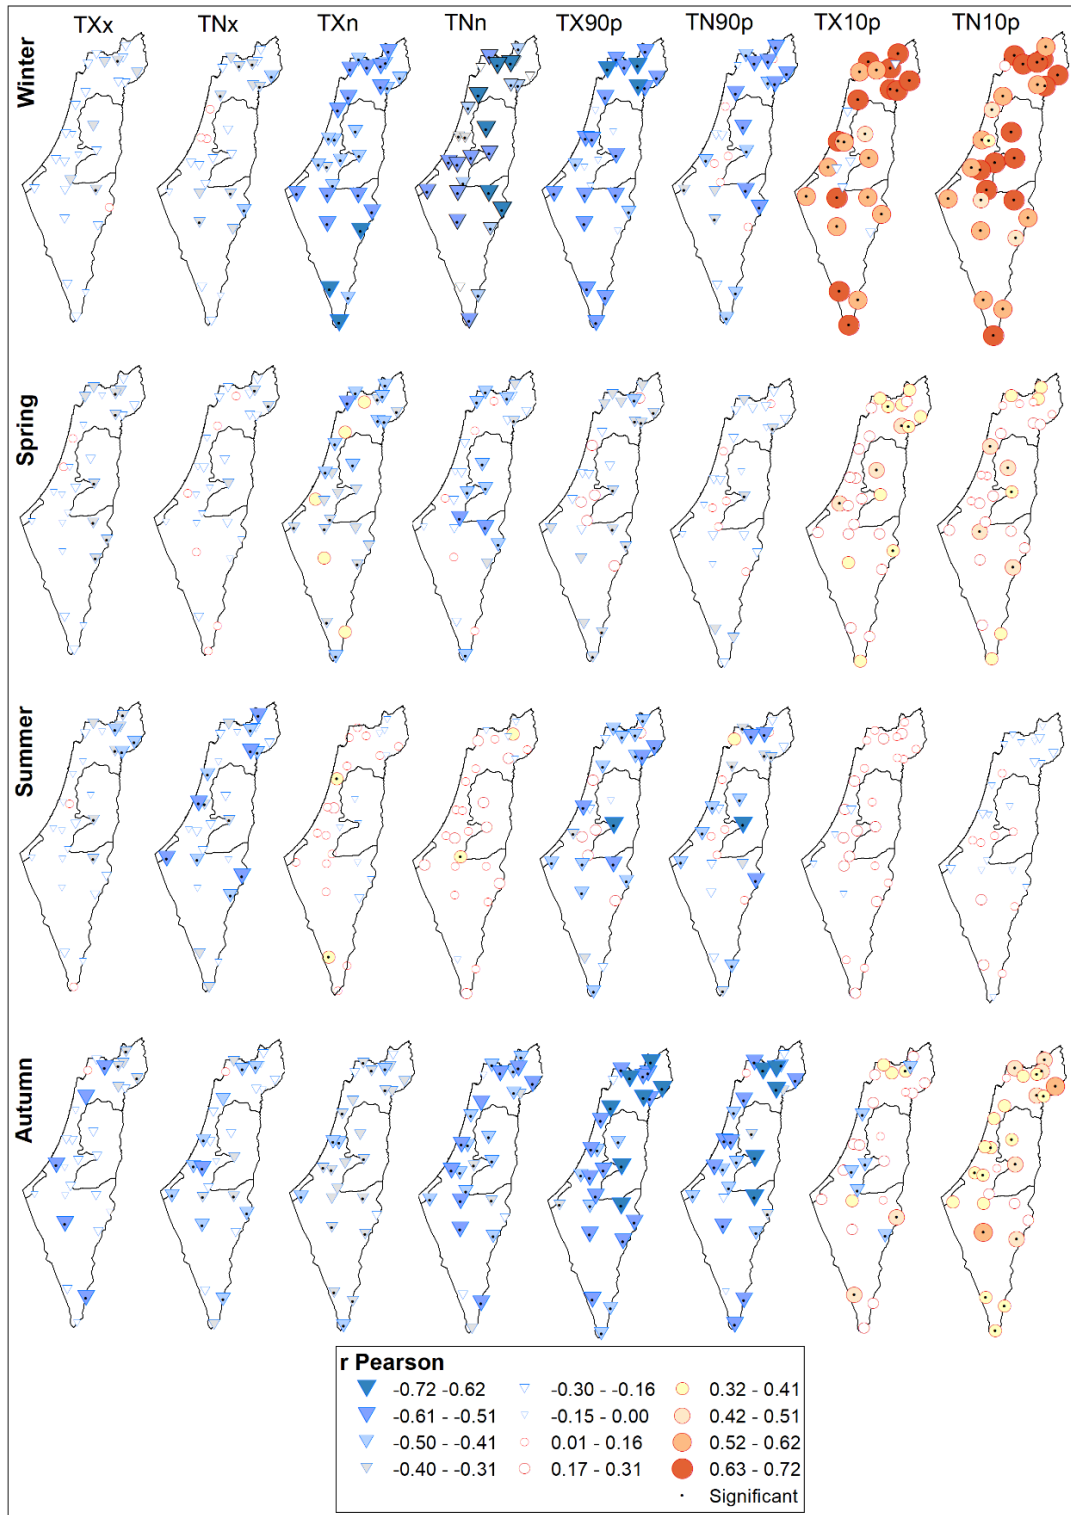 TXx TNx TXn TNn TX90p TN90p TX10p TN10p
Winter
Spring
Summer
Autumn
r Pearson
-0.72 -0.62 -0.30 - -0.16 0.32 - 0.41
-0.61 - -0.51 -0.15 - 0.00 0.42 - 0.51
-0.50 - -0.41 0.01 - 0.16 0.52 - 0.62
-0.40 - -0.31 0.17 - 0.31 0.63 - 0.72
Significant